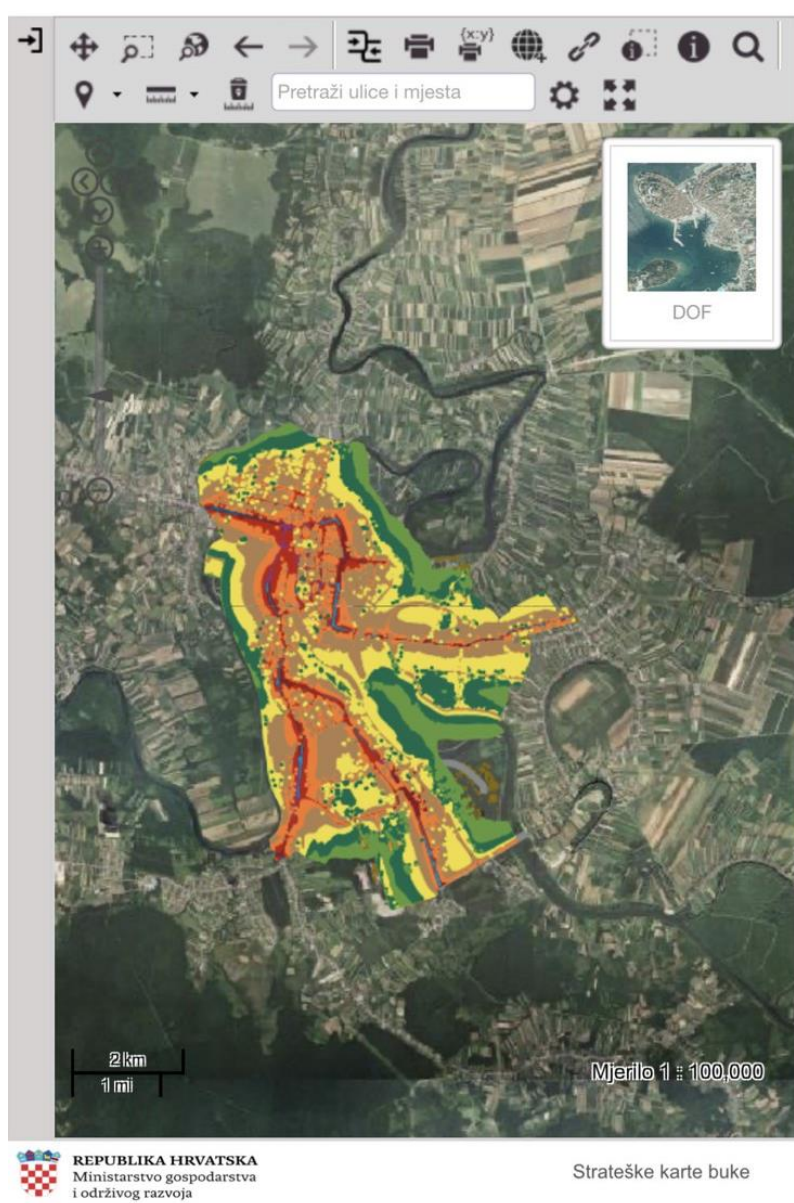 {x:y}
Pretraži ulice i mjesta
DOF
2 km
1 mi
Mjerilo 1 : 100,000
REPUBLIKA HRVATSKA
Ministarstvo gospodarstva
i održivog razvoja
Strateške karte buke